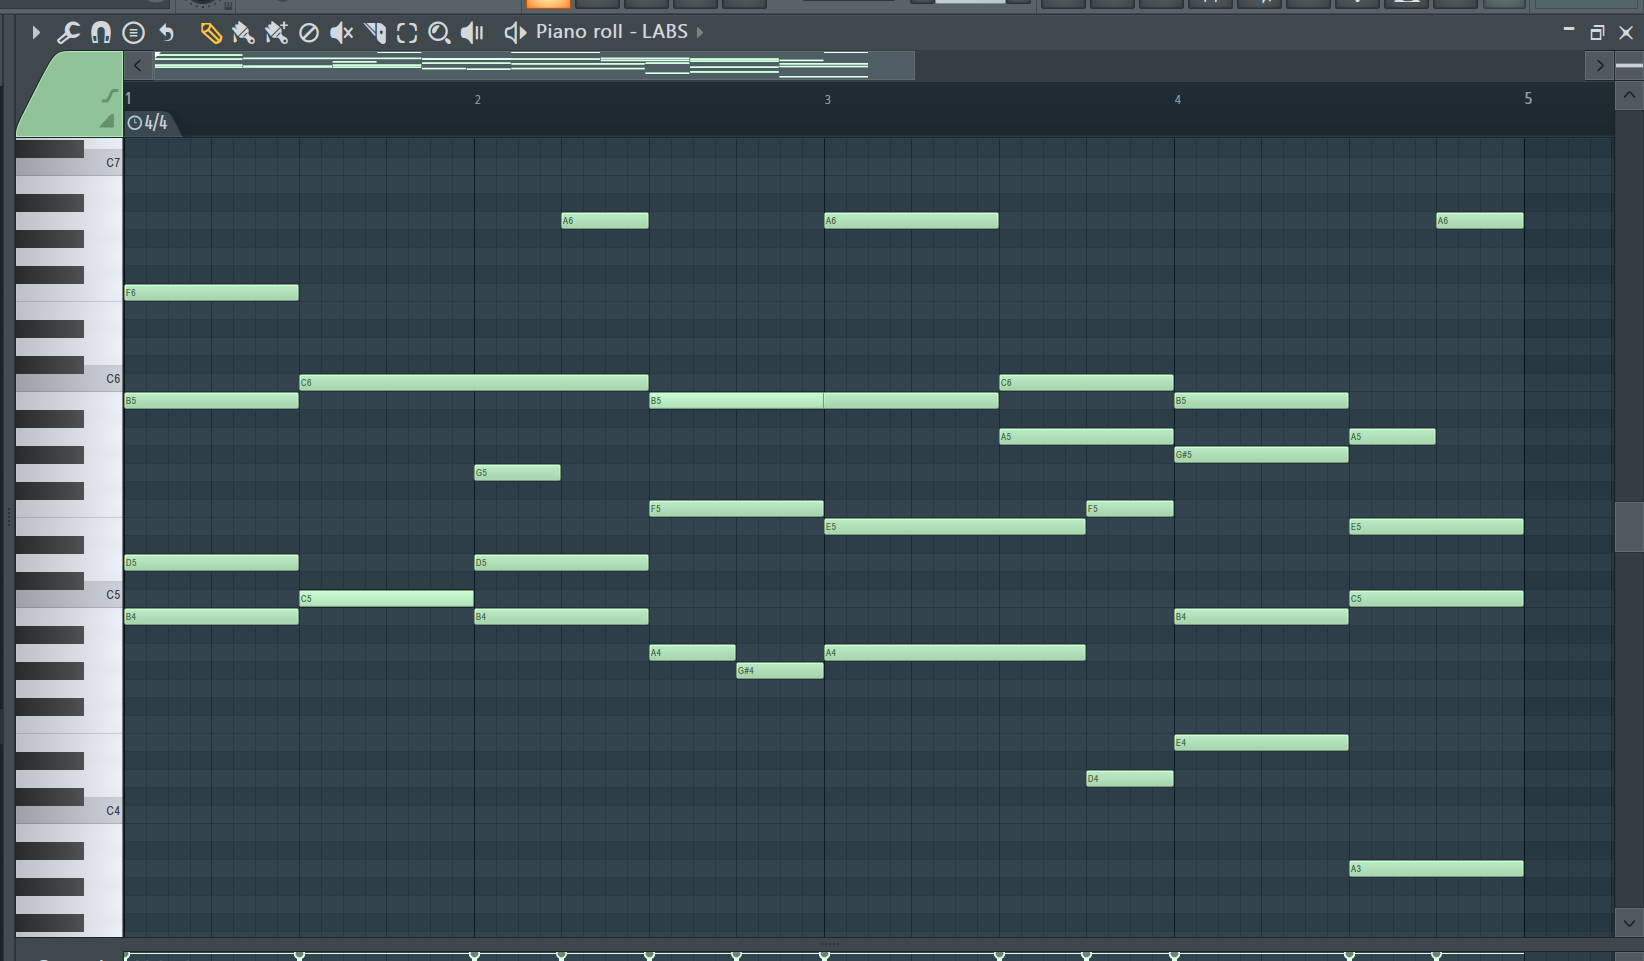 Piano roll - LABS
1 2 3 4 5
4/4
C7
A6 A6 A6
F6
C6 C6 C6
B5 B5 B5
A5 A5
G#5
G5
F5 F5
E5 E5
D5 D5
C5 C5 C5
B4 B4 B4
A4 A4
G#4
E4
D4
C4
A3